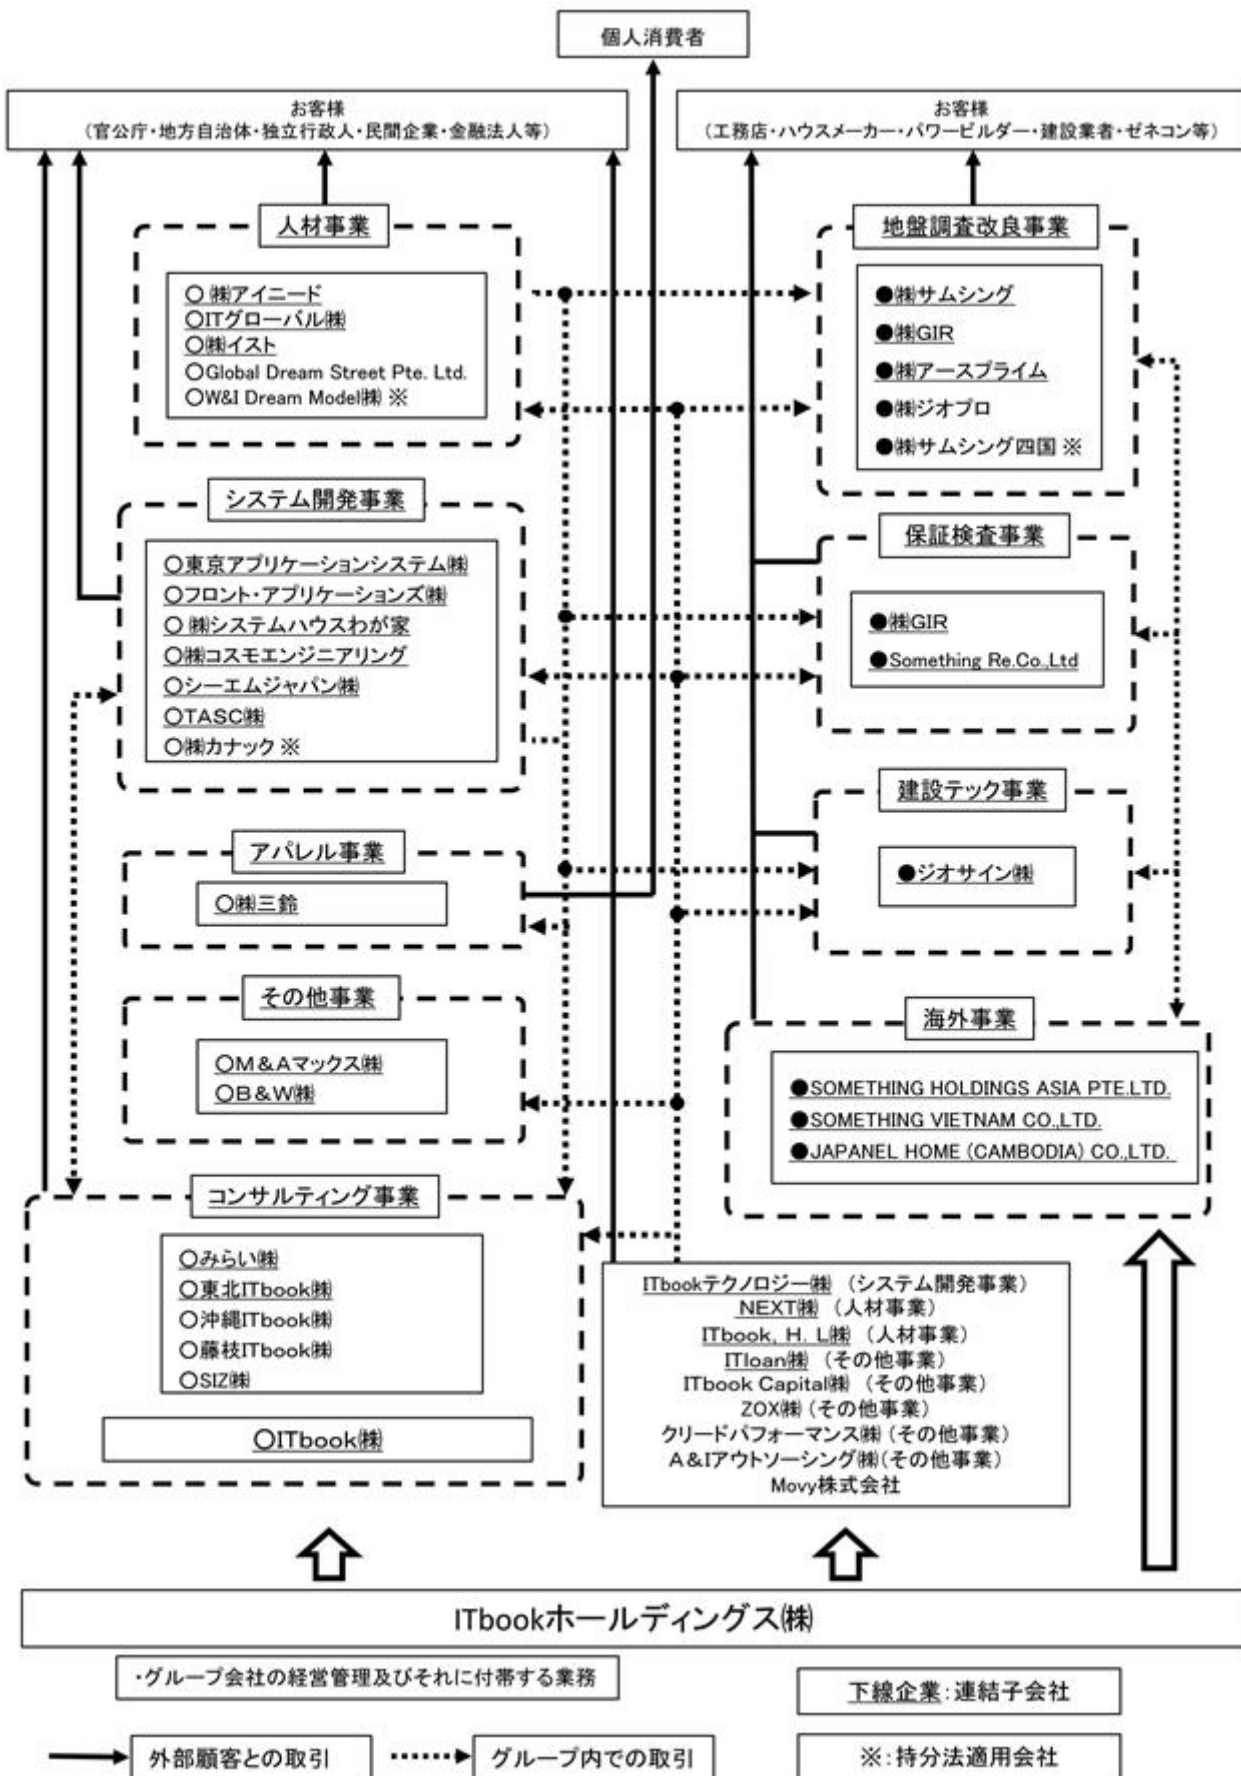 個人消費者
お客様
（官公庁・地方自治体・独立行政人・民間企業・金融法人等）
お客様
（工務店・ハウスメーカー・パワービルダー・建設業者・ゼネコン等）
人材事業
○㈱アイニード
○ITグローバル㈱
○㈱イスト
○Global Dream Street Pte. Ltd.
○W&I Dream Model㈱ ※
地盤調査改良事業
●㈱サムシング
●㈱GIR
●㈱アースプライム
●㈱ジオプロ
●㈱サムシング四国 ※
システム開発事業
○東京アプリケーションシステム㈱
○フロント・アプリケーションズ㈱
○㈱システムハウスわが家
○㈱コスモエンジニアリング
○シーエムジャパン㈱
○TASC㈱
○㈱カナック ※
保証検査事業
●㈱GIR
●Something Re.Co.,Ltd
建設テック事業
●ジオサイン㈱
アパレル事業
○㈱三鈴
その他事業
○M＆Aマックス㈱
○B＆W㈱
海外事業
●SOMETHING HOLDINGS ASIA PTE.LTD.
●SOMETHING VIETNAM CO.,LTD.
●JAPANEL HOME (CAMBODIA) CO.,LTD.
コンサルティング事業
○みらい㈱
○東北ITbook㈱
○沖縄ITbook㈱
○藤枝ITbook㈱
○SIZ㈱
○ITbook㈱
ITbookテクノロジー㈱ （システム開発事業）
NEXT㈱ （人材事業）
ITbook．H．L㈱ （人材事業）
ITloan㈱ （その他事業）
ITbook Capital㈱ （その他事業）
ZOX㈱ （その他事業）
クリードパフォーマンス㈱（その他事業）
A＆Iアウトソーシング㈱（その他事業）
Movy株式会社
ITbookホールディングス㈱
・グループ会社の経営管理及びそれに付帯する業務
下線企業：連結子会社
外部顧客との取引
グループ内での取引
※：持分法適用会社